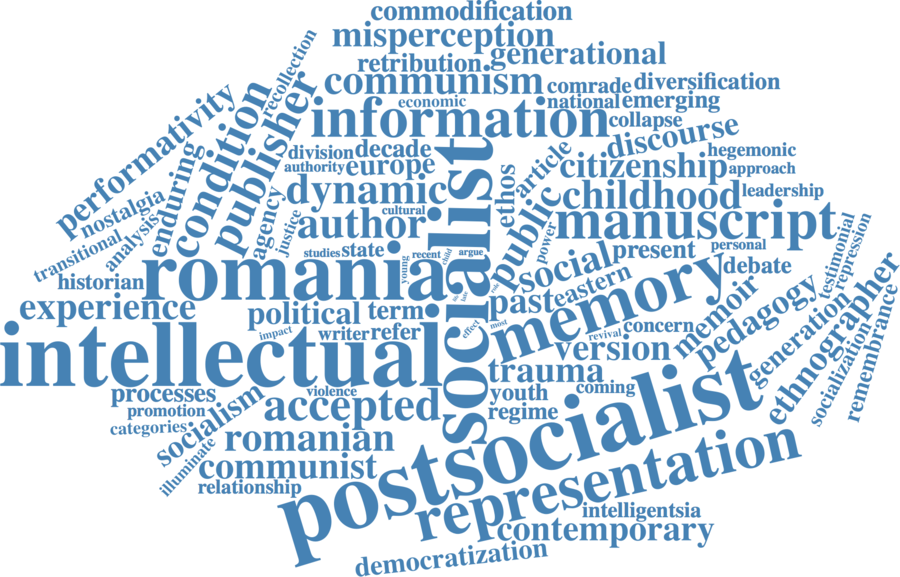 commodification
misperception
generational
retribution
communism
comrade
diversification
economic
national
emerging
information
collapse
recollection
condition
publisher
performativity
nostalgia
enduring
transitional
analysis
division
decade
authority
europe
dynamic
agency
justice
cultural
author
studies
state
young
recent
child
argue
socialist
ethos
article
discourse
hegemonic
citizenship
approach
childhood
leadership
public
manuscript
power
social
present
personal
testimonial
repression
debate
historian
romania
experience
political
term
past
eastern
role
memory
memoir
pedagogy
ethnographer
generation
socialization
remembrance
impact
writer
refer
effect
most
revival
concern
version
intellectual
trauma
coming
youth
regime
processes
promotion
categories
violence
accepted
socialism
illuminate
romanian
communist
relationship
postsocialist
representation
intelligentsia
contemporary
democratization